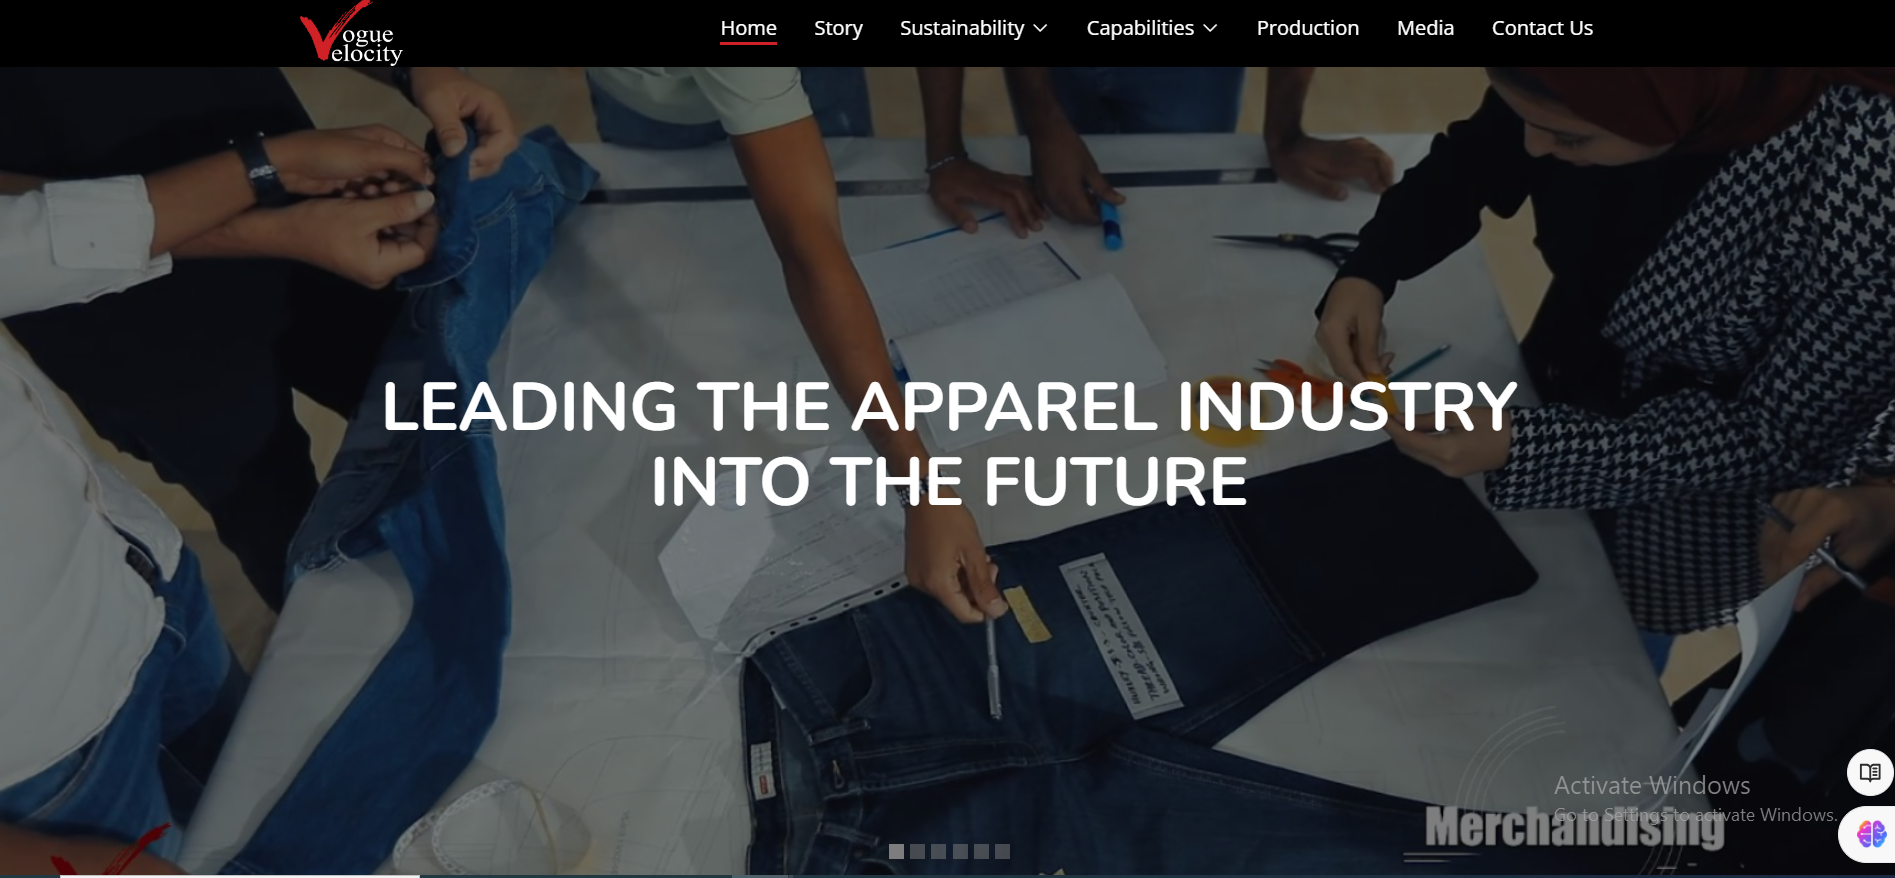 Vogue
Velocity
Home
Story
Sustainability
Capabilities
Production
Media
Contact Us
LEADING THE APPAREL INDUSTRY
INTO THE FUTURE
Activate Windows
Go to Settings to activate Windows.
Merchandising